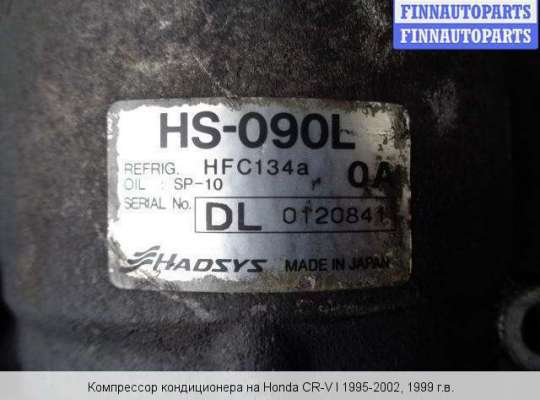 FINNAUTOPARTS
FINNAUTOPARTS
HS-090L
REFRIG. HFC134a
OIL : SP-10 0A
SERIAL No. DL 0120841
HADSYS MADE IN JAPAN
Компрессор кондиционера на Honda CR-V I 1995-2002, 1999 г.в.